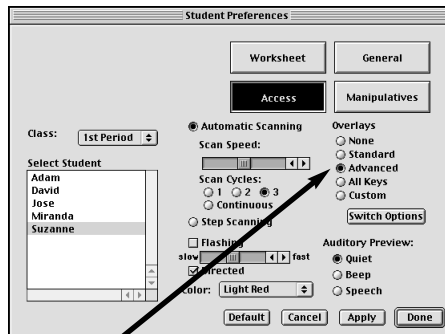 Student Preferences
Worksheet
General
Access
Manipulatives
Class:
1st Period
Select Student
Adam
David
Jose
Miranda
Suzanne
Automatic Scanning
Scan Speed:
Scan Cycles:
1 2 3
Continuous
Step Scanning
Flashing
slow fast
Directed
Color: Light Red
Overlays
None
Standard
Advanced
All Keys
Custom
Switch Options
Auditory Preview:
Quiet
Beep
Speech
Default Cancel Apply Done